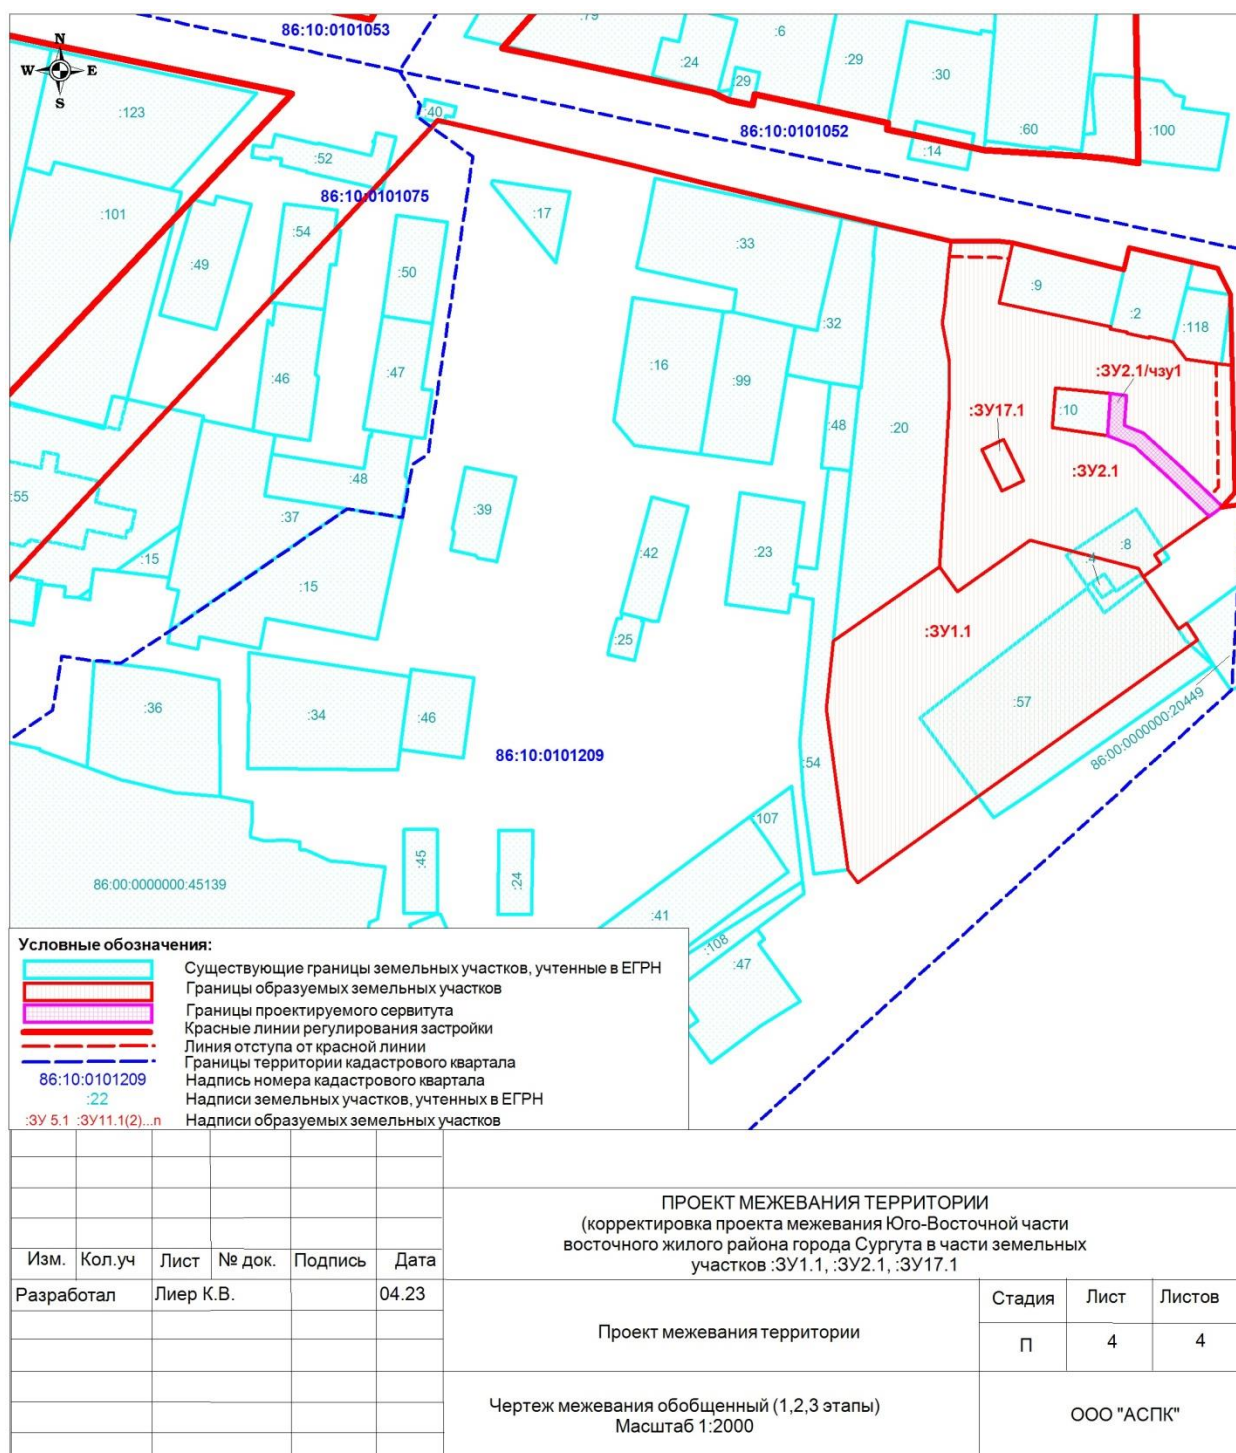 86:10:0101053
:79
:6
:24
:29
:29
:30
N
W
E
S
:123
:40
86:10:0101052
:60
:100
:14
:52
86:10:0101075
:101
:54
:17
:49
:50
:33
:9
:2
:118
:32
:16
:99
:46
:47
:ЗУ2.1/чзу1
:ЗУ17.1
:10
:48
:20
:48
:ЗУ2.1
:55
:37
:39
:42
:23
:8
:4
:15
:15
:25
:ЗУ1.1
:36
:34
:46
:57
86:00:0000000:20449
86:10:0101209
:54
:107
:45
:24
86:00:0000000:45139
:41
:108
:47
Условные обозначения:
Существующие границы земельных участков, учтенные в ЕГРН
Границы образуемых земельных участков
Границы проектируемого сервитута
Красные линии регулирования застройки
Линия отступа от красной линии
Границы территории кадастрового квартала
86:10:0101209 Надпись номера кадастрового квартала
:22 Надписи земельных участков, учтенных в ЕГРН
:ЗУ 5.1 :ЗУ11.1(2)...n Надписи образуемых земельных участков
ПРОЕКТ МЕЖЕВАНИЯ ТЕРРИТОРИИ
(корректировка проекта межевания Юго-Восточной части
восточного жилого района города Сургута в части земельных
участков :ЗУ1.1, :ЗУ2.1, :ЗУ17.1
Изм. Кол.уч Лист № док. Подпись Дата
Разработал Лиер К.В. 04.23
Проект межевания территории
Стадия Лист Листов
П 4 4
Чертеж межевания обобщенный (1,2,3 этапы)
Масштаб 1:2000
ООО "АСПК"